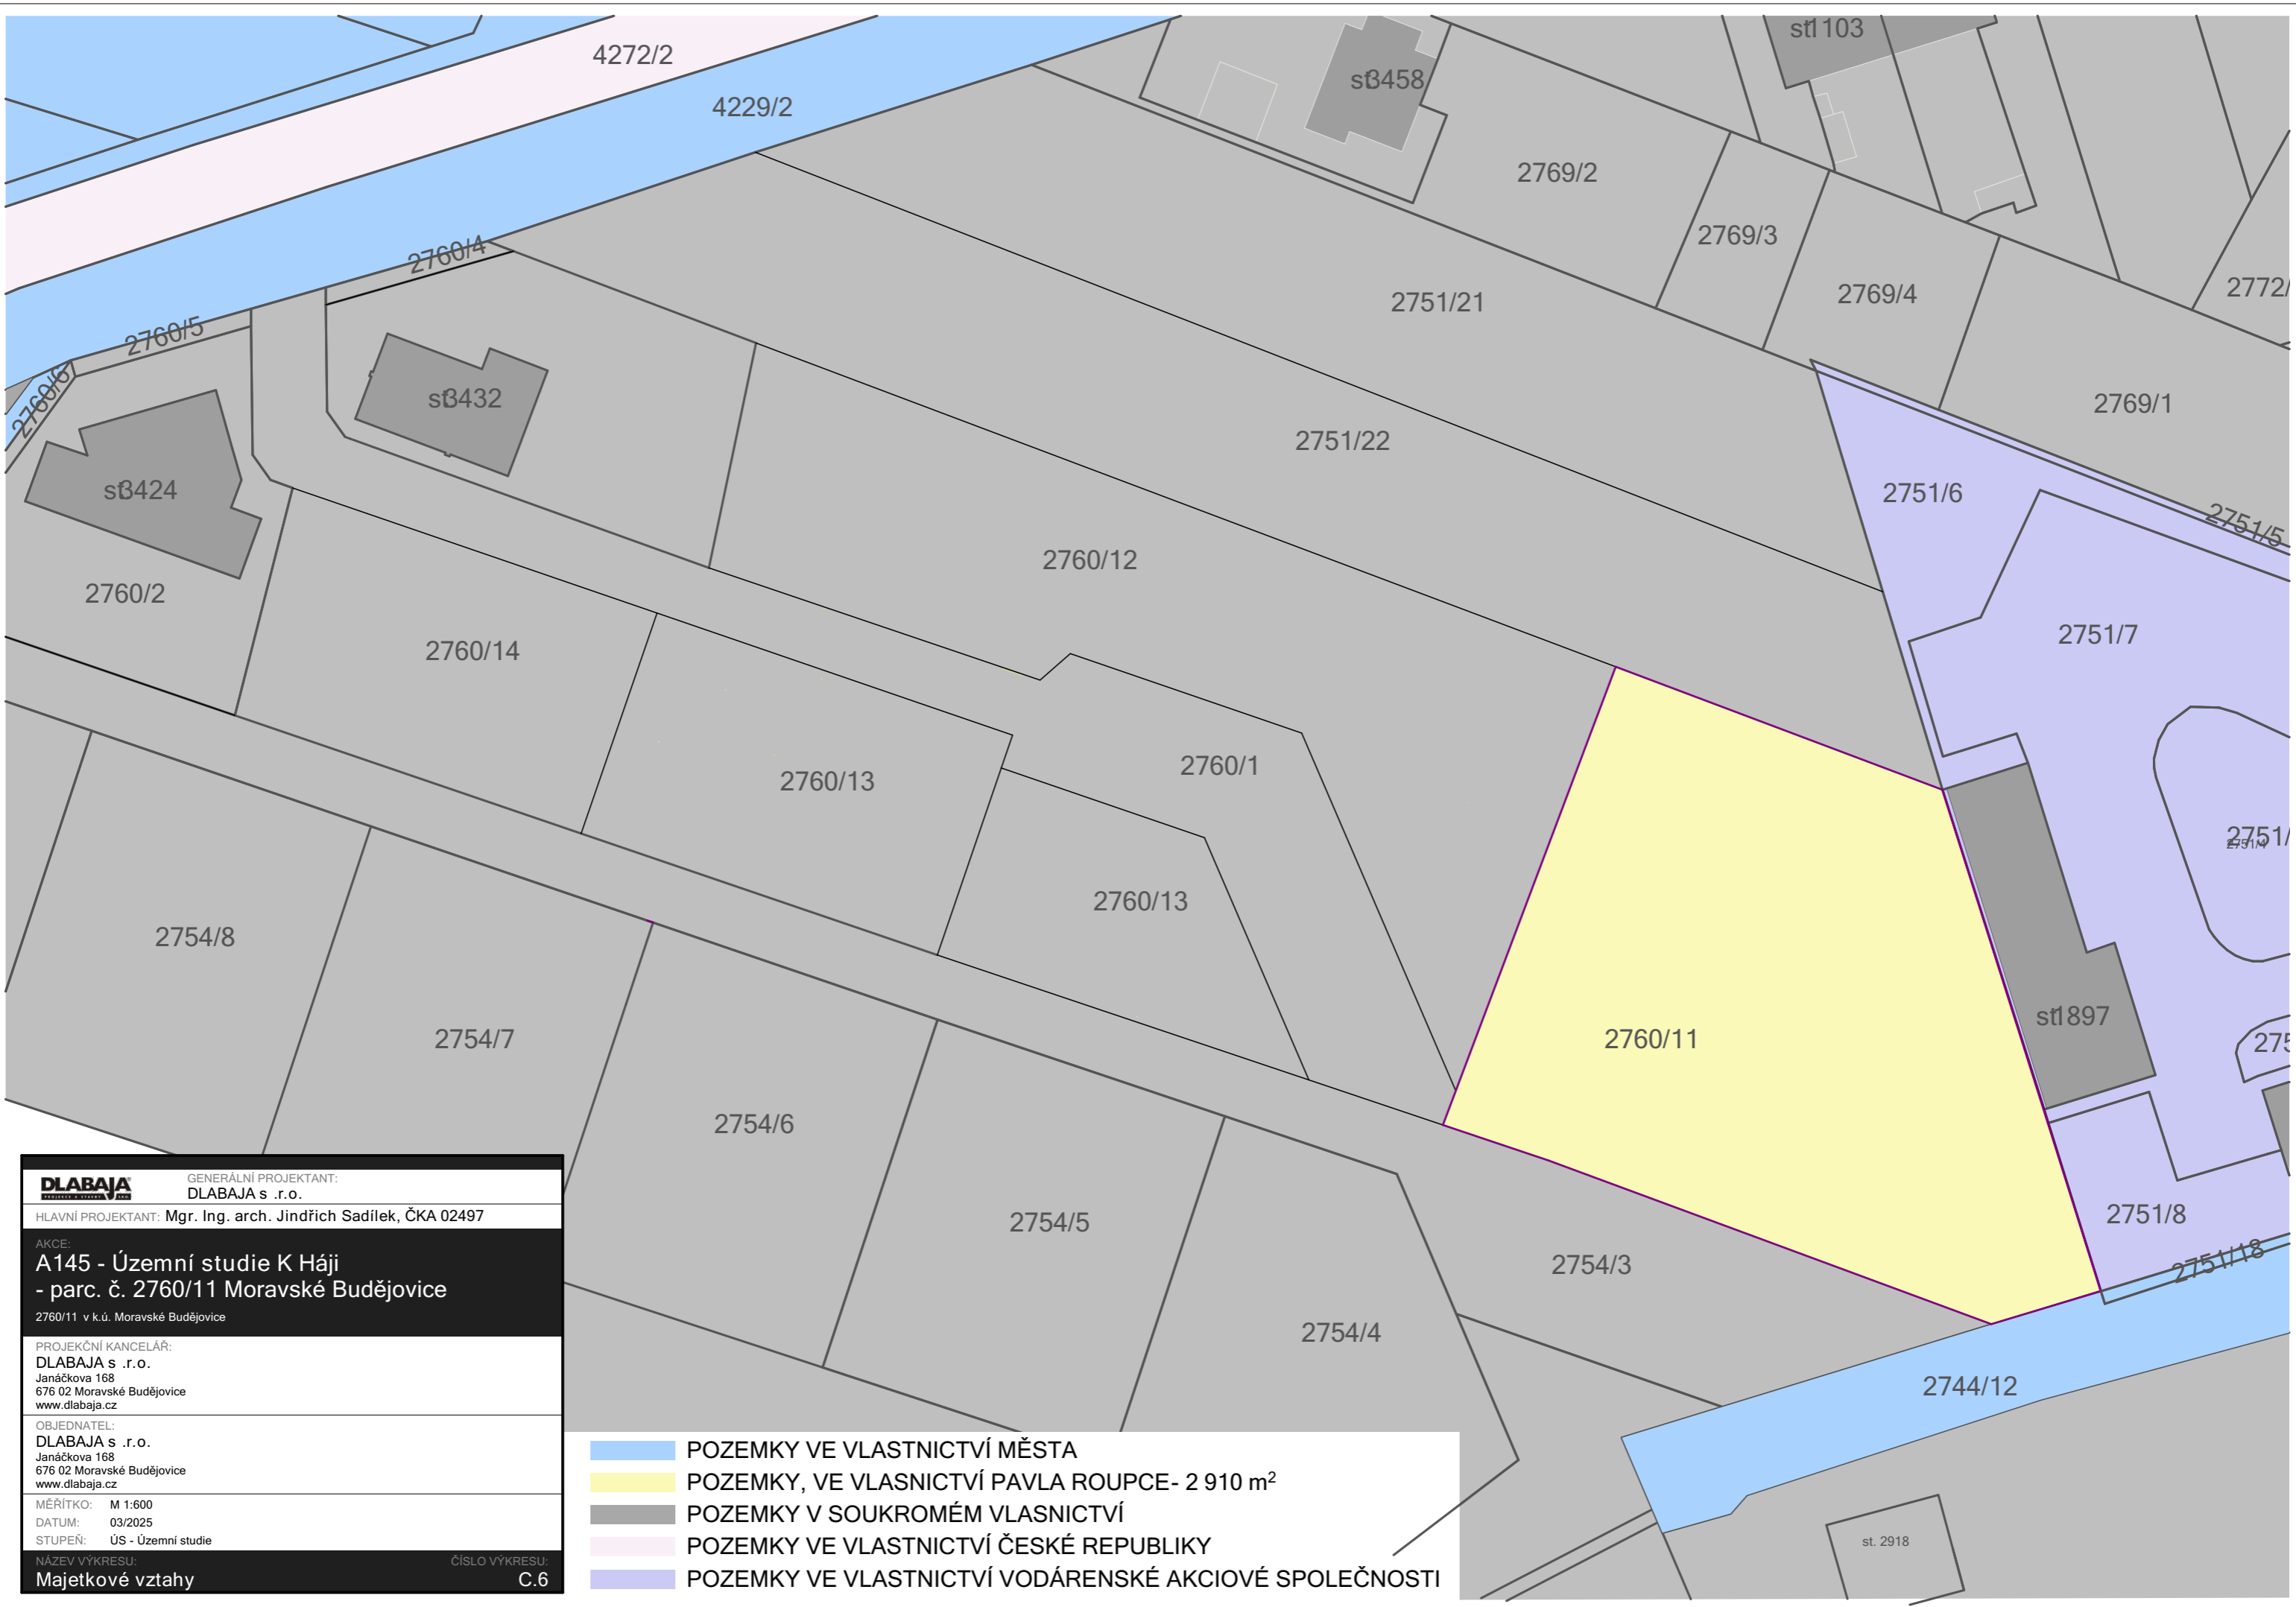 4272/2
4229/2
st.3458
st.1103
2769/2
2769/3
2769/4
2772/
2769/1
2760/4
2760/5
2760/6
st.3432
st.3424
2760/2
2751/21
2751/22
2751/6
2751/5
2751/7
2760/12
2760/14
2760/13
2760/1
2760/13
2751/
2751/4
2754/8
2754/7
2754/6
2754/5
2754/4
2754/3
2760/11
st.1897
275
2751/8
2751/18
2744/12
st. 2918
DLABAJA
GENERÁLNÍ PROJEKTANT:
DLABAJA s .r.o.
HLAVNÍ PROJEKTANT: Mgr. Ing. arch. Jindřich Sadílek, ČKA 02497
AKCE:
A145 - Územní studie K Háji
- parc. č. 2760/11 Moravské Budějovice
2760/11 v k.ú. Moravské Budějovice
PROJEKČNÍ KANCELÁŘ:
DLABAJA s .r.o.
Janáčkova 168
676 02 Moravské Budějovice
www.dlabaja.cz
OBJEDNATEL:
DLABAJA s .r.o.
Janáčkova 168
676 02 Moravské Budějovice
www.dlabaja.cz
MĚŘÍTKO: M 1:600
DATUM: 03/2025
STUPEŇ: ÚS - Územní studie
NÁZEV VÝKRESU: ČÍSLO VÝKRESU:
Majetkové vztahy C.6
POZEMKY VE VLASTNICTVÍ MĚSTA
POZEMKY, VE VLASNICTVÍ PAVLA ROUPCE- 2 910 m²
POZEMKY V SOUKROMÉM VLASNICTVÍ
POZEMKY VE VLASTNICTVÍ ČESKÉ REPUBLIKY
POZEMKY VE VLASTNICTVÍ VODÁRENSKÉ AKCIOVÉ SPOLEČNOSTI